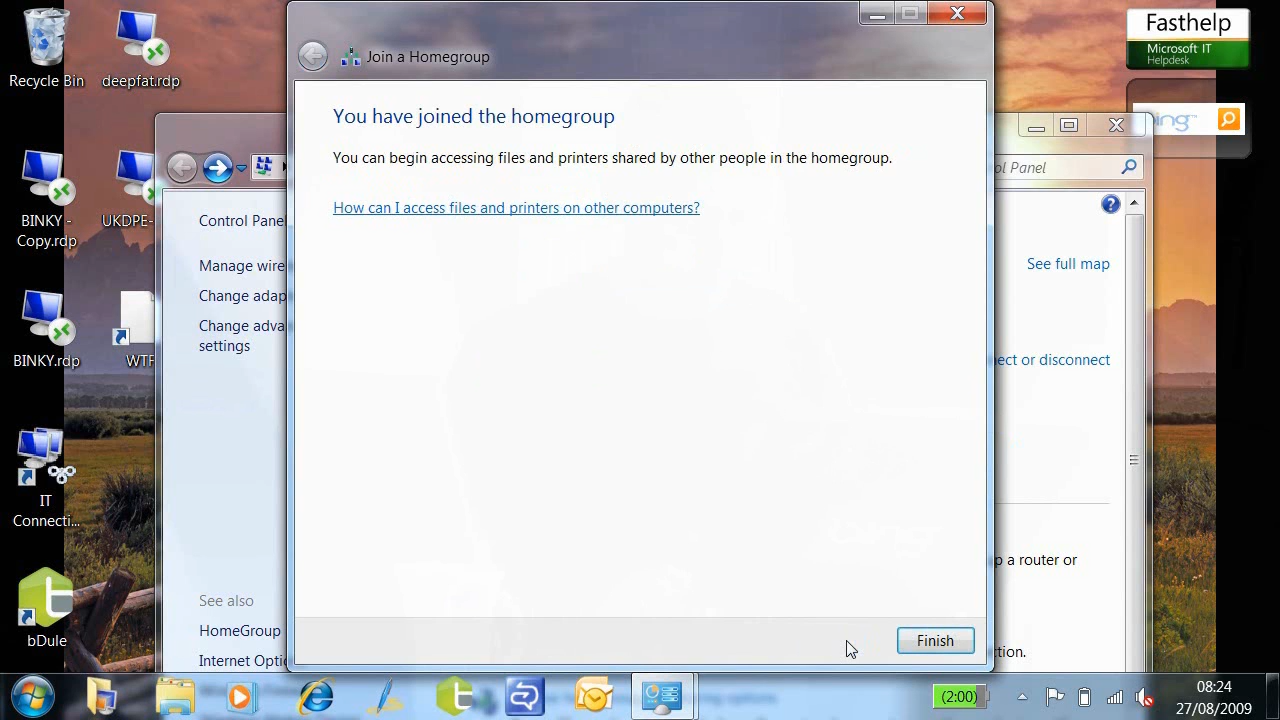 Recycle Bin
deepfat.rdp
BINKY -
Copy.rdp
UKDPE-
BINKY.rdp
WTF
IT
Connecti...
bDule
Join a Homegroup
You have joined the homegroup
You can begin accessing files and printers shared by other people in the homegroup.
How can I access files and printers on other computers?
Finish
Control Pane
Manage wire
Change adap
Change adva
settings
See also
HomeGroup
Internet Optio
ol Panel
See full map
ect or disconnect
p a router or
ction.
Fasthelp
Microsoft IT
Helpdesk
ing™
(2:00)
08:24
27/08/2009